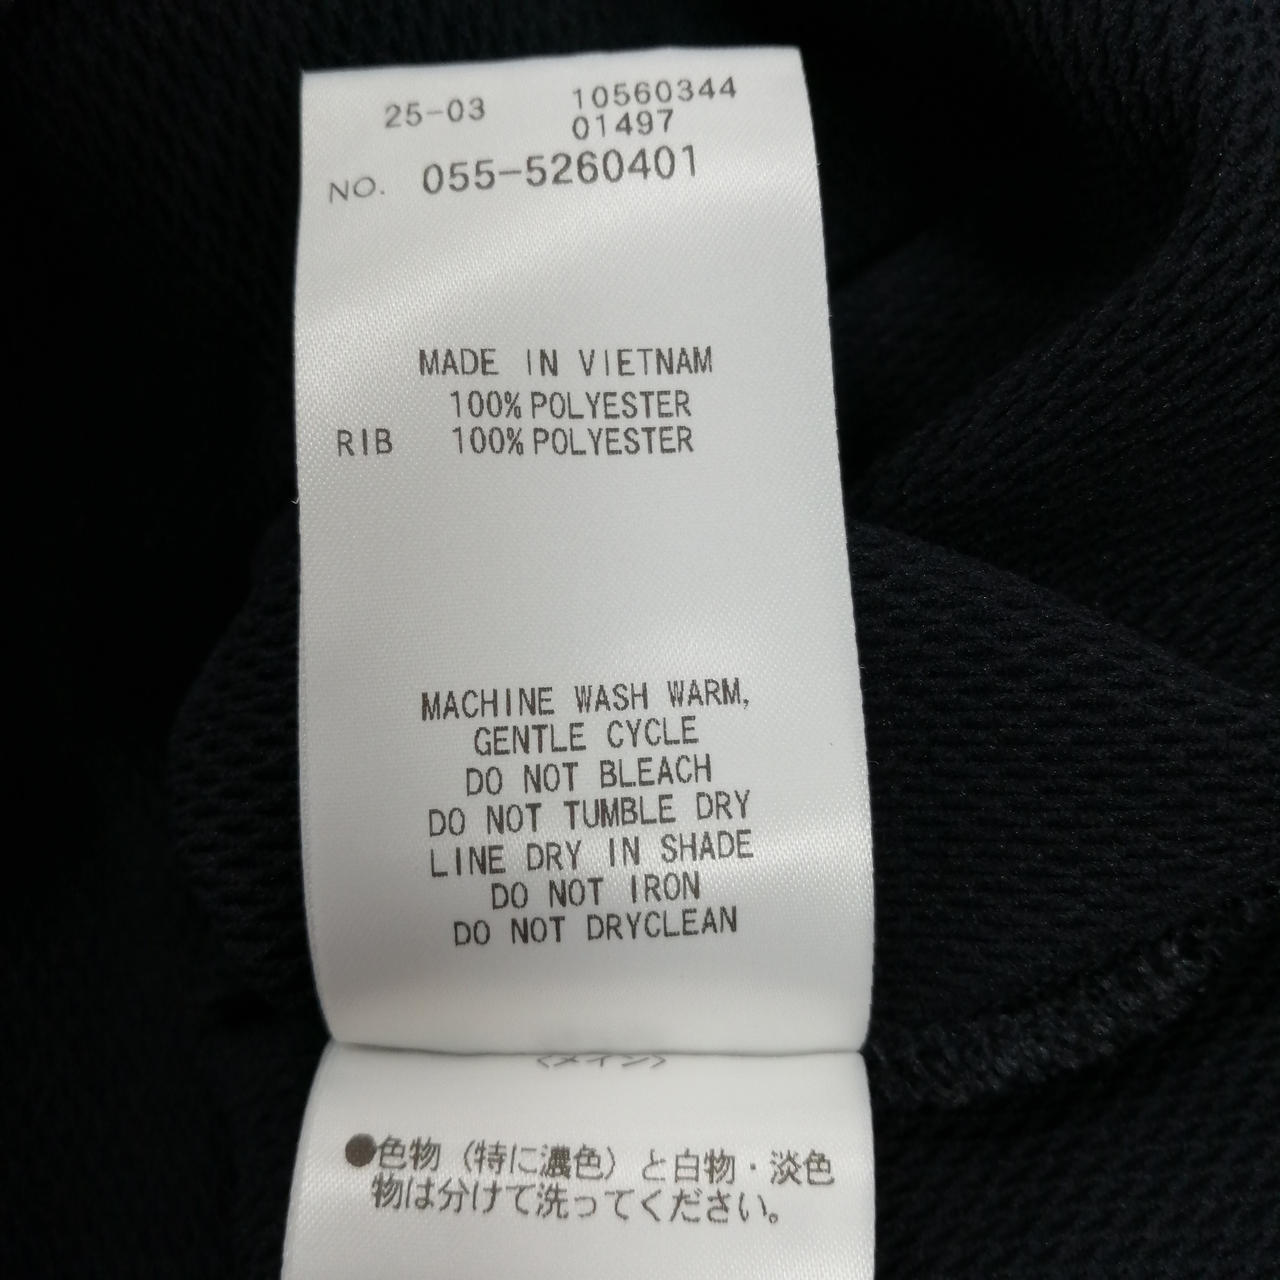 25-03 10560344
01497
NO. 055-5260401
MADE IN VIETNAM
100% POLYESTER
RIB 100% POLYESTER
MACHINE WASH WARM,
GENTLE CYCLE
DO NOT BLEACH
DO NOT TUMBLE DRY
LINE DRY IN SHADE
DO NOT IRON
DO NOT DRYCLEAN
<メイン>
●色物（特に濃色）と白物・淡色
物は分けて洗ってください。